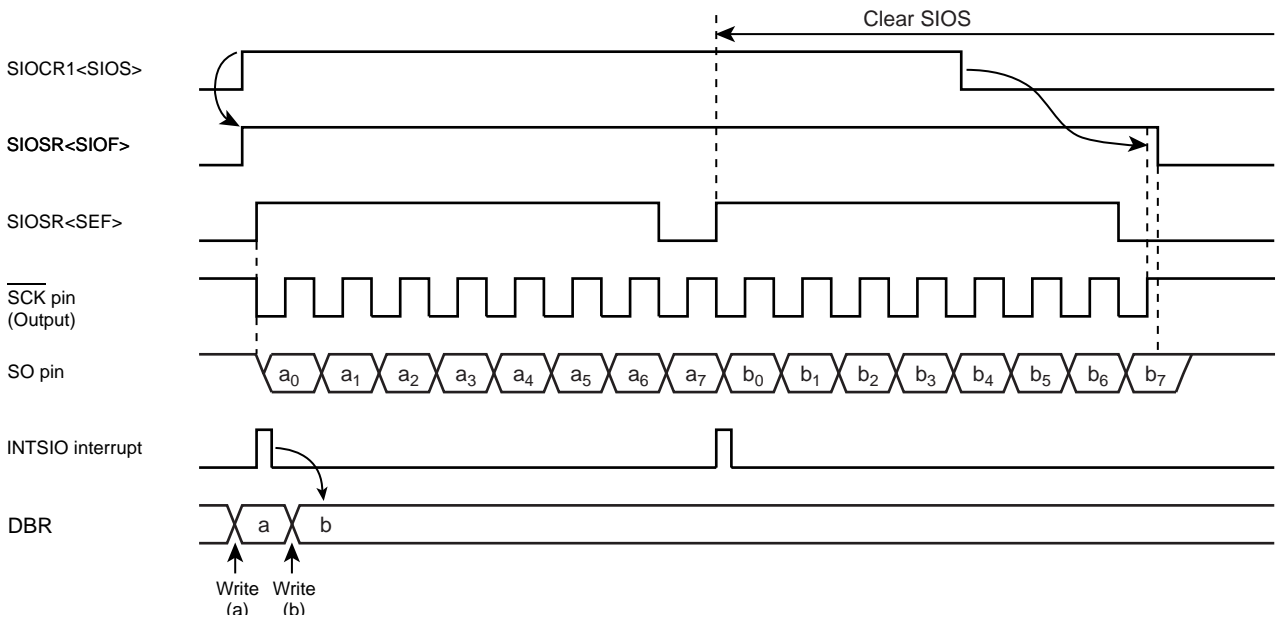 Clear SIOS
SIOCR1<SIOS>
SIOSR<SIOF>
SIOSR<SEF>
SCK pin
(Output)
SO pin
a0 a1 a2 a3 a4 a5 a6 a7 b0 b1 b2 b3 b4 b5 b6 b7
INTSIO interrupt
DBR
a b
Write Write
(a) (b)